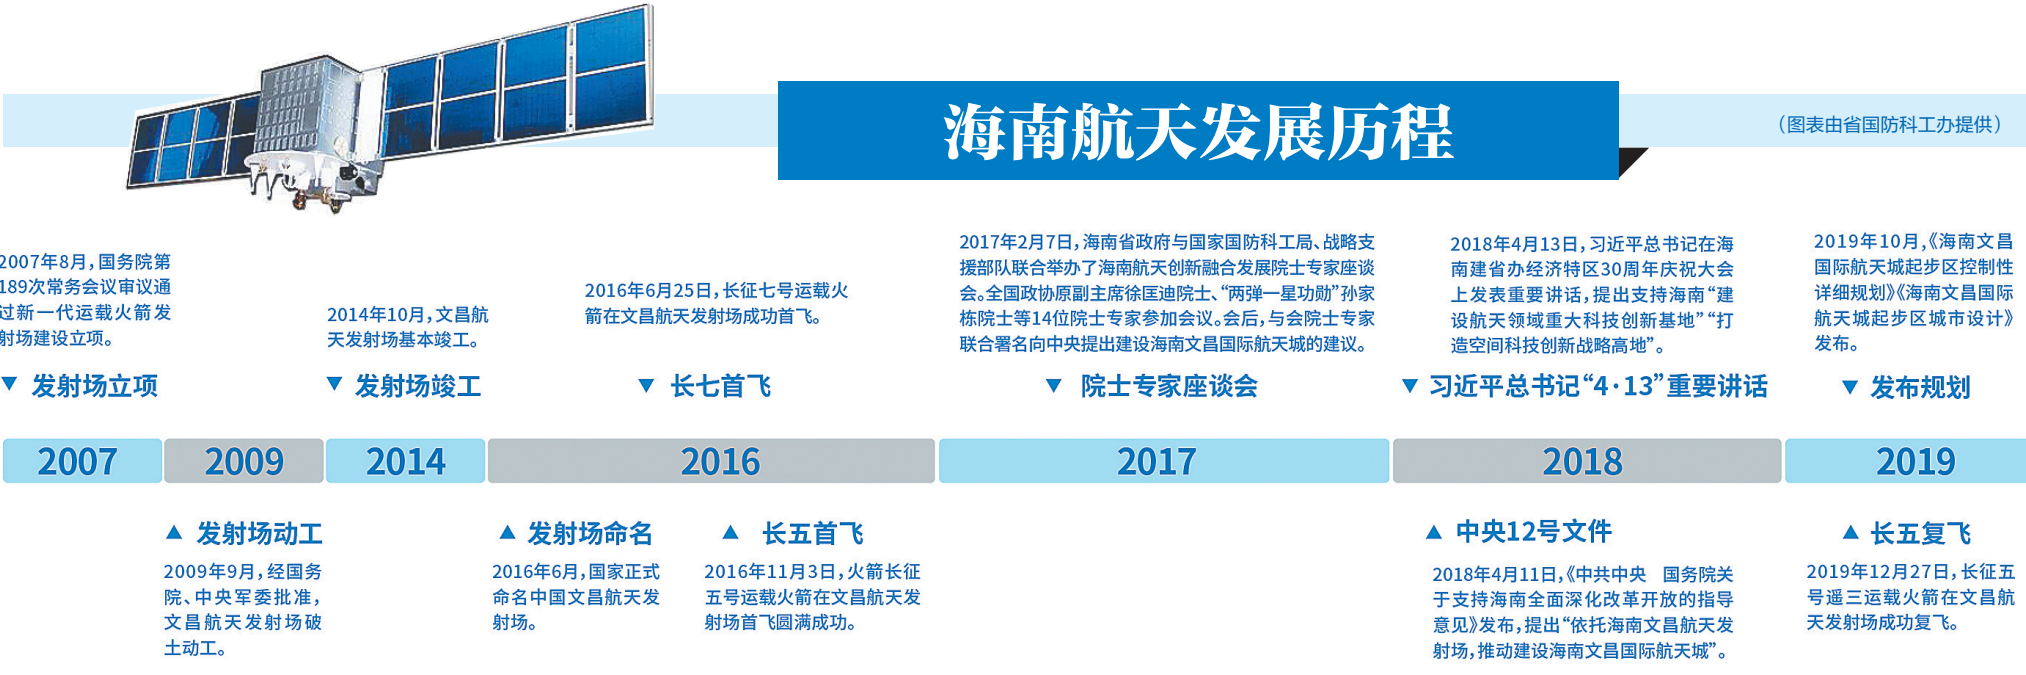 海南航天发展历程
（图表由省国防科工办提供）
2007年8月，国务院第
189次常务会议审议通
过新一代运载火箭发
射场建设立项。
▼ 发射场立项
2014年10月，文昌航
天发射场基本竣工。
▼ 发射场竣工
2016年6月25日，长征七号运载火
箭在文昌航天发射场成功首飞。
▼ 长七首飞
2017年2月7日，海南省政府与国家国防科工局、战略支
援部队联合举办了海南航天创新融合发展院士专家座谈
会。全国政协原副主席徐匡迪院士、“两弹一星功勋”孙家
栋院士等14位院士专家参加会议。会后，与会院士专家
联合署名向中央提出建设海南文昌国际航天城的建议。
▼ 院士专家座谈会
2018年4月13日，习近平总书记在海
南建省办经济特区30周年庆祝大会
上发表重要讲话，提出支持海南“建
设航天领域重大科技创新基地”“打
造空间科技创新战略高地”。
▼ 习近平总书记“4·13”重要讲话
2019年10月，《海南文昌
国际航天城起步区控制性
详细规划》《海南文昌国际
航天城起步区城市设计》
发布。
▼ 发布规划
2007
2009
2014
2016
2017
2018
2019
▲ 发射场动工
2009年9月，经国务
院、中央军委批准，
文昌航天发射场破
土动工。
▲ 发射场命名
2016年6月，国家正式
命名中国文昌航天发
射场。
▲ 长五首飞
2016年11月3日，火箭长征
五号运载火箭在文昌航天发
射场首飞圆满成功。
▲ 中央12号文件
2018年4月11日，《中共中央　国务院关
于支持海南全面深化改革开放的指导
意见》发布，提出“依托海南文昌航天发
射场，推动建设海南文昌国际航天城”。
▲ 长五复飞
2019年12月27日，长征五
号遥三运载火箭在文昌航
天发射场成功复飞。